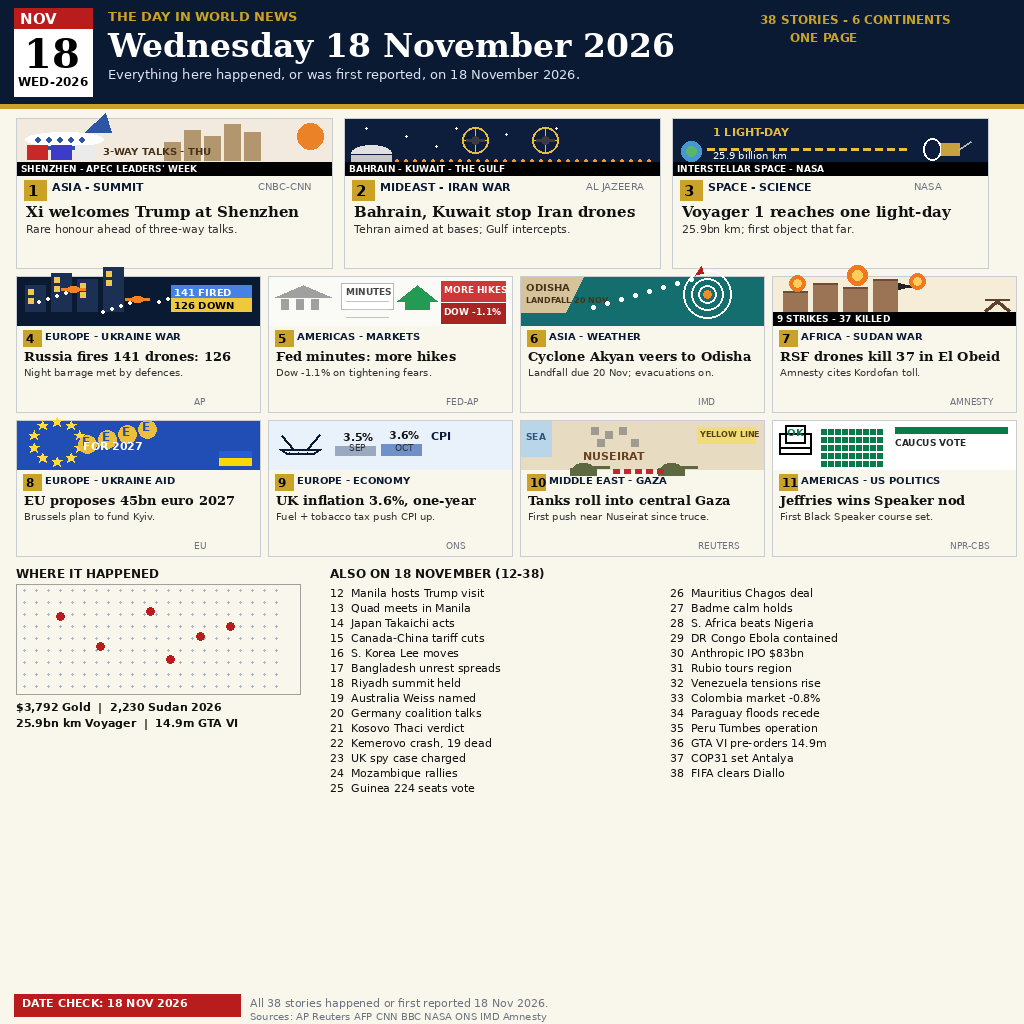 NOV
18
WED-2026
THE DAY IN WORLD NEWS
Wednesday 18 November 2026
Everything here happened, or was first reported, on 18 November 2026.
38 STORIES - 6 CONTINENTS
ONE PAGE
3-WAY TALKS - THU
SHENZHEN - APEC LEADERS' WEEK
1
ASIA - SUMMIT
CNBC-CNN
Xi welcomes Trump at Shenzhen
Rare honour ahead of three-way talks.
BAHRAIN - KUWAIT - THE GULF
2
MIDEAST - IRAN WAR
AL JAZEERA
Bahrain, Kuwait stop Iran drones
Tehran aimed at bases; Gulf intercepts.
1 LIGHT-DAY
25.9 billion km
INTERSTELLAR SPACE - NASA
3
SPACE - SCIENCE
NASA
Voyager 1 reaches one light-day
25.9bn km; first object that far.
141 FIRED
126 DOWN
4
EUROPE - UKRAINE WAR
Russia fires 141 drones: 126
Night barrage met by defences.
AP
MINUTES
MORE HIKES
DOW -1.1%
5
AMERICAS - MARKETS
Fed minutes: more hikes
Dow -1.1% on tightening fears.
FED-AP
ODISHA
LANDFALL 20 NOV
6
ASIA - WEATHER
Cyclone Akyan veers to Odisha
Landfall due 20 Nov; evacuations on.
IMD
9 STRIKES - 37 KILLED
7
AFRICA - SUDAN WAR
RSF drones kill 37 in El Obeid
Amnesty cites Kordofan toll.
AMNESTY
E E E E
FOR 2027
8
EUROPE - UKRAINE AID
EU proposes 45bn euro 2027
Brussels plan to fund Kyiv.
EU
3.5%
SEP
3.6%
OCT
CPI
9
EUROPE - ECONOMY
UK inflation 3.6%, one-year
Fuel + tobacco tax push CPI up.
ONS
SEA
NUSEIRAT
YELLOW LINE
10
MIDDLE EAST - GAZA
Tanks roll into central Gaza
First push near Nuseirat since truce.
REUTERS
OK
CAUCUS VOTE
11
AMERICAS - US POLITICS
Jeffries wins Speaker nod
First Black Speaker course set.
NPR-CBS
WHERE IT HAPPENED
$3,792 Gold | 2,230 Sudan 2026
25.9bn km Voyager | 14.9m GTA VI
ALSO ON 18 NOVEMBER (12-38)
12 Manila hosts Trump visit
13 Quad meets in Manila
14 Japan Takaichi acts
15 Canada-China tariff cuts
16 S. Korea Lee moves
17 Bangladesh unrest spreads
18 Riyadh summit held
19 Australia Weiss named
20 Germany coalition talks
21 Kosovo Thaci verdict
22 Kemerovo crash, 19 dead
23 UK spy case charged
24 Mozambique rallies
25 Guinea 224 seats vote
26 Mauritius Chagos deal
27 Badme calm holds
28 S. Africa beats Nigeria
29 DR Congo Ebola contained
30 Anthropic IPO $83bn
31 Rubio tours region
32 Venezuela tensions rise
33 Colombia market -0.8%
34 Paraguay floods recede
35 Peru Tumbes operation
36 GTA VI pre-orders 14.9m
37 COP31 set Antalya
38 FIFA clears Diallo
DATE CHECK: 18 NOV 2026
All 38 stories happened or first reported 18 Nov 2026.
Sources: AP Reuters AFP CNN BBC NASA ONS IMD Amnesty